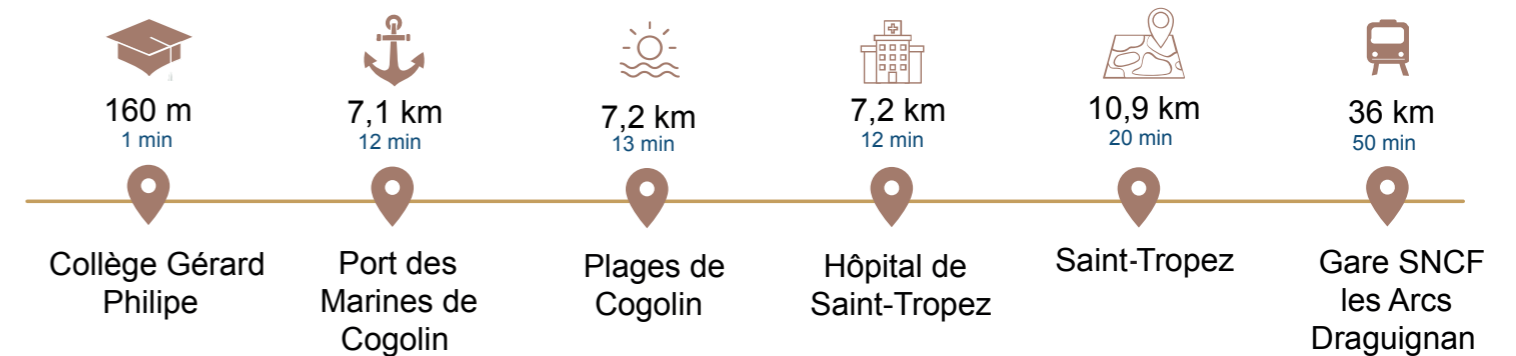 160 m
1 min
Collège Gérard
Philipe
7,1 km
12 min
Port des
Marines de
Cogolin
7,2 km
13 min
Plages de
Cogolin
7,2 km
12 min
Hôpital de
Saint-Tropez
10,9 km
20 min
Saint-Tropez
36 km
50 min
Gare SNCF
les Arcs
Draguignan